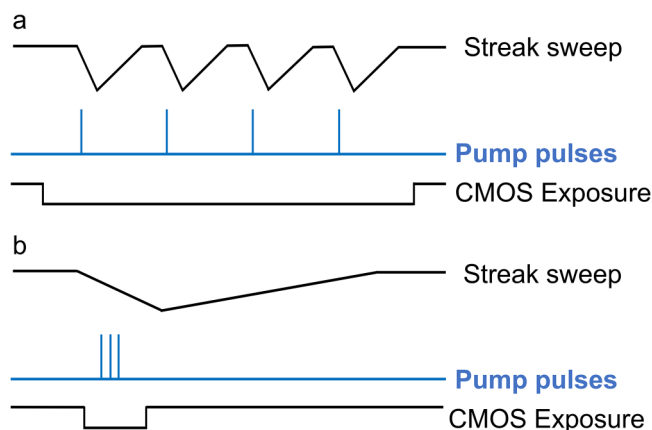 a
Streak sweep
Pump pulses
CMOS Exposure
b
Streak sweep
Pump pulses
CMOS Exposure